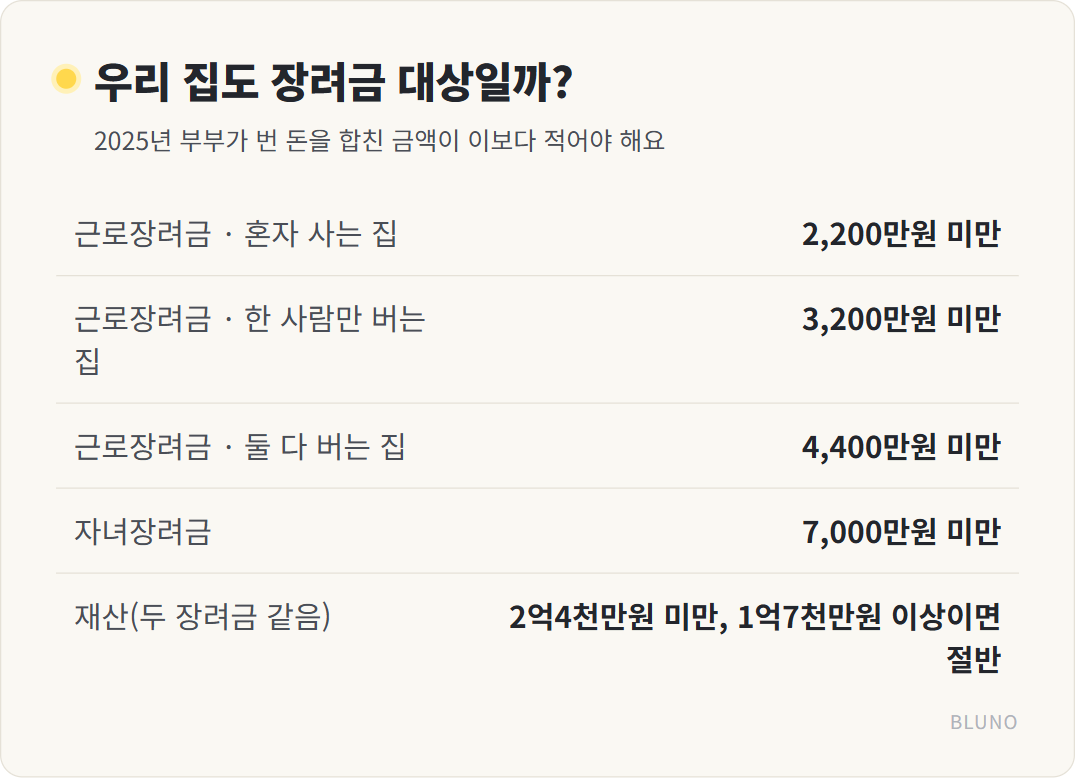 우리 집도 장려금 대상일까?
2025년 부부가 번 돈을 합친 금액이 이보다 적어야 해요
근로장려금 · 혼자 사는 집 2,200만원 미만
근로장려금 · 한 사람만 버는 3,200만원 미만
집
근로장려금 · 둘 다 버는 집 4,400만원 미만
자녀장려금 7,000만원 미만
재산(두 장려금 같음) 2억4천만원 미만, 1억7천만원 이상이면
절반
BLUNO